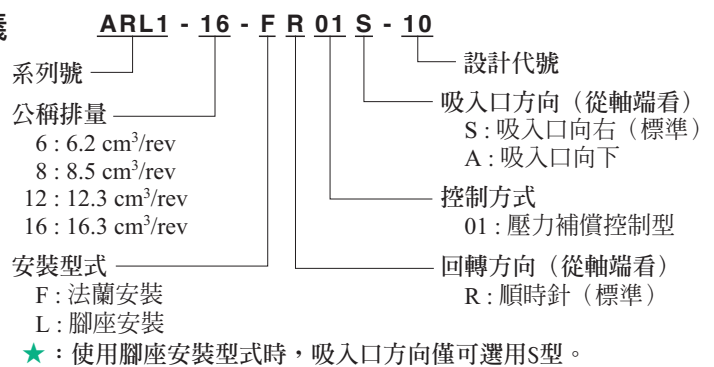 ARL1 - 16 - F R 01 S - 10
系列號
公稱排量
6 : 6.2 cm³/rev
8 : 8.5 cm³/rev
12 : 12.3 cm³/rev
16 : 16.3 cm³/rev
安裝型式
F : 法蘭安裝
L : 腳座安裝
設計代號
吸入口方向（從軸端看）
S : 吸入口向右（標準）
A : 吸入口向下
控制方式
01 : 壓力補償控制型
回轉方向（從軸端看）
R : 順時針（標準）
★：使用腳座安裝型式時，吸入口方向僅可選用S型。